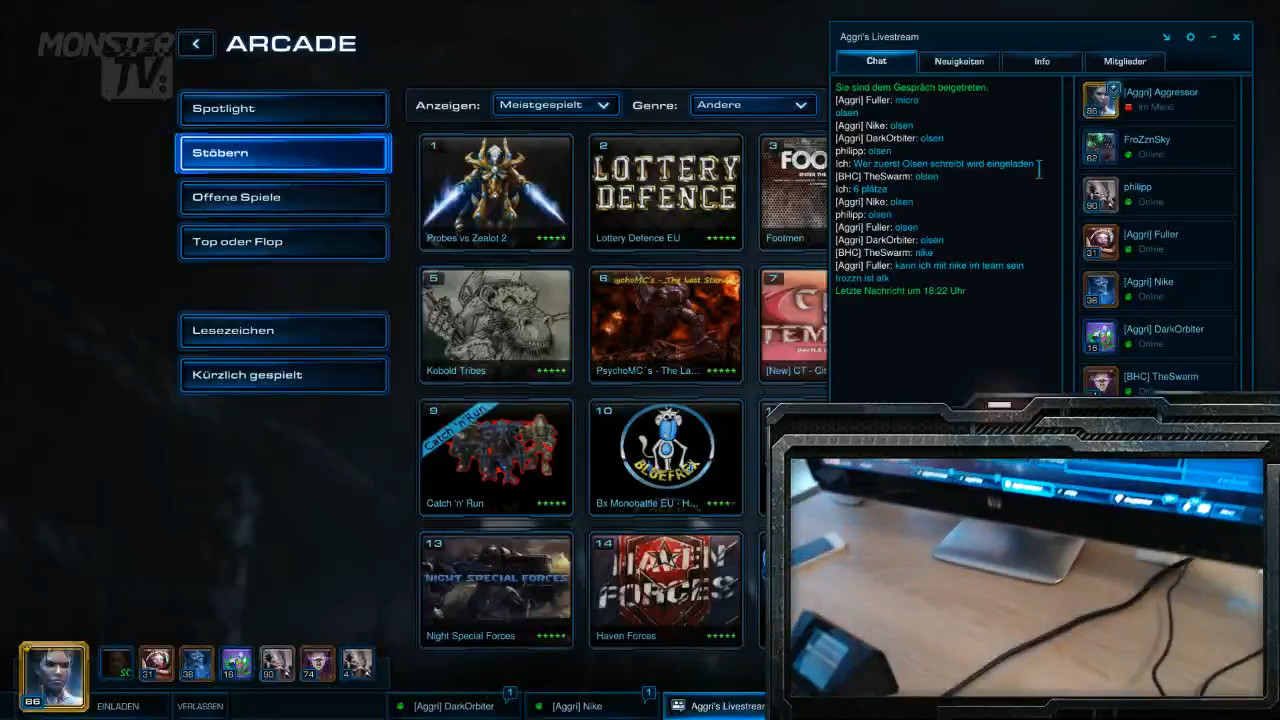 MONSTER
TV
ARCADE
Spotlight
Stöbern
Offene Spiele
Top oder Flop
Lesezeichen
Kürzlich gespielt
Anzeigen: Meistgespielt Genre: Andere
1
Probes vs Zealot 2
2
LOTTERY
DEFENCE
Lottery Defence EU
3
FOO
Footmen
5
Kobold Tribes
6
PsychoMC´s - The La...
7
TEM
[New] CT - Cit
9
Catch 'n' Run
Catch 'n' Run
10
BLUEFREX
Bx Monobattle EU - H...
13
NIGHT SPECIAL FORCES
Night Special Forces
14
HAVEN
FORCES
Haven Forces
Aggri's Livestream
Chat Neuigkeiten Info Mitglieder
Sie sind dem Gespräch beigetreten.
[Aggri] Fuller: micro
olsen
[Aggri] Nike: olsen
[Aggri] DarkOrbiter: olsen
philipp: olsen
Ich: Wer zuerst Olsen schreibt wird eingeladen
[BHC] TheSwarm: olsen
Ich: 6 plätze
[Aggri] Nike: olsen
philipp: olsen
[Aggri] Fuller: olsen
[Aggri] DarkOrbiter: olsen
[BHC] TheSwarm: nike
[Aggri] Fuller: kann ich mit nike im team sein
frozzn ist afk
Letzte Nachricht um 18:22 Uhr
86
[Aggri] Aggressor
Im Menü
62
FroZznSky
Online
90
philipp
Online
31
[Aggri] Fuller
Online
36
[Aggri] Nike
Online
16
[Aggri] DarkOrbiter
Online
[BHC] TheSwarm
86
31
36
16
90
74
EINLADEN VERLASSEN
[Aggri] DarkOrbiter 1
[Aggri] Nike 1
Aggri's Livestream